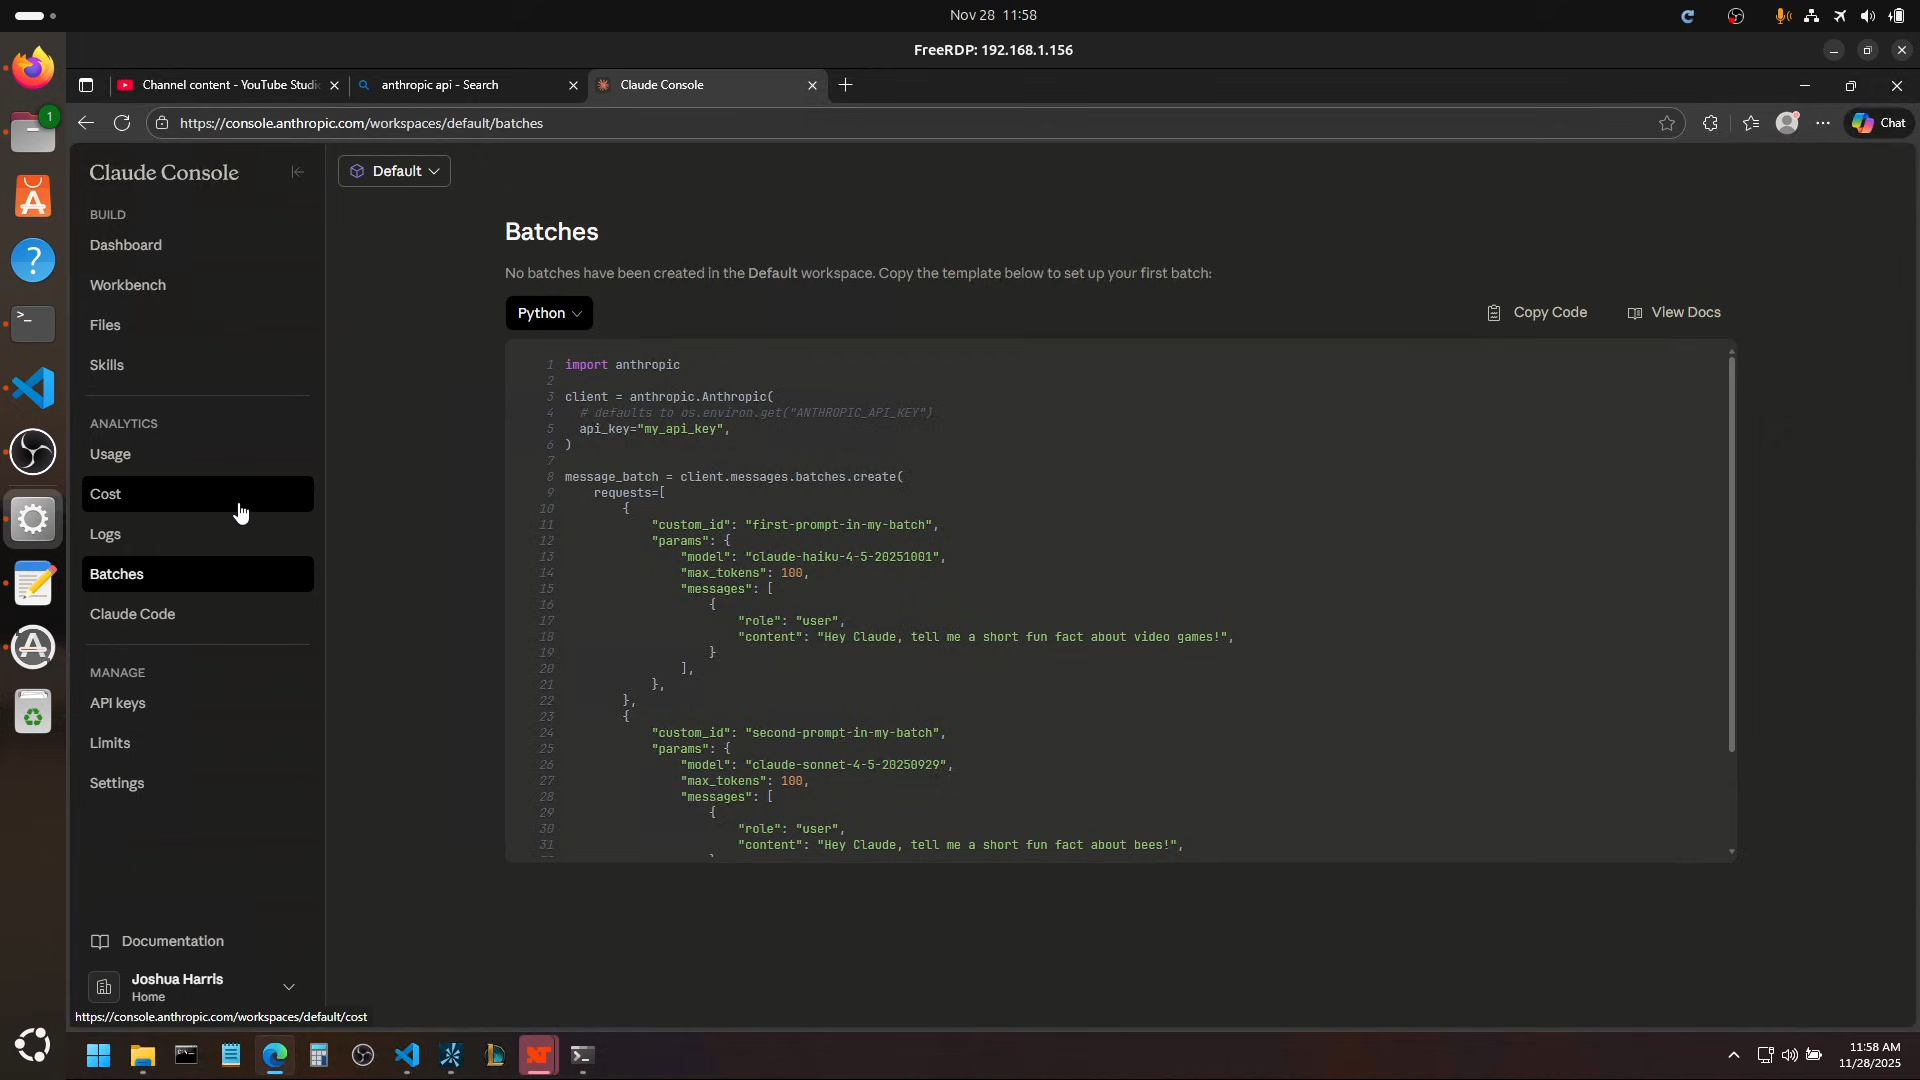 Nov 28 11:58
FreeRDP: 192.168.1.156
1
Channel content - YouTube Studio
anthropic api - Search
Claude Console
https://console.anthropic.com/workspaces/default/batches
Chat
Claude Console
Default
BUILD
Dashboard
Workbench
Files
Skills
ANALYTICS
Usage
Cost
Logs
Batches
Claude Code
MANAGE
API keys
Limits
Settings
Documentation
Joshua Harris
Home
https://console.anthropic.com/workspaces/default/cost
Batches
No batches have been created in the Default workspace. Copy the template below to set up your first batch:
Python
Copy Code
View Docs
1 import anthropic
2
3 client = anthropic.Anthropic(
4 # defaults to os.environ.get("ANTHROPIC_API_KEY")
5 api_key="my_api_key",
6 )
7
8 message_batch = client.messages.batches.create(
9 requests=[
10 {
11 "custom_id": "first-prompt-in-my-batch",
12 "params": {
13 "model": "claude-haiku-4-5-20251001",
14 "max_tokens": 100,
15 "messages": [
16 {
17 "role": "user",
18 "content": "Hey Claude, tell me a short fun fact about video games!",
19 }
20 ],
21 },
22 },
23 {
24 "custom_id": "second-prompt-in-my-batch",
25 "params": {
26 "model": "claude-sonnet-4-5-20250929",
27 "max_tokens": 100,
28 "messages": [
29 {
30 "role": "user",
31 "content": "Hey Claude, tell me a short fun fact about bees!",
11:58 AM
11/28/2025